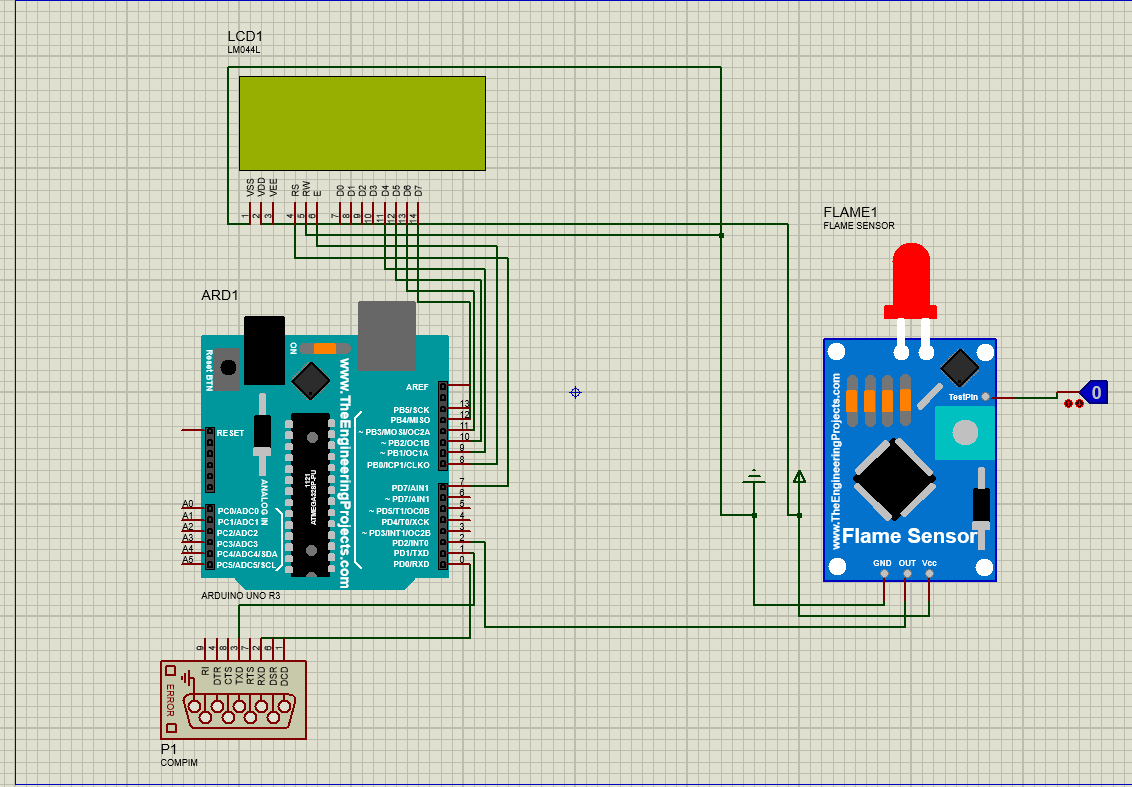 LCD1
LM044L
VSS
VDD
VEE
RS
RW
E
D0
D1
D2
D3
D4
D5
D6
D7
1
2
3
4
5
6
7
8
9
10
11
12
13
14
FLAME1
FLAME SENSOR
ARD1
Reset BTN
ON
www.TheEngineeringProjects.com
AREF
PB5/SCK
13
PB4/MISO
12
~ PB3/MOSI/OC2A
11
~ PB2/OC1B
10
~ PB1/OC1A
9
PB0/ICP1/CLKO
8
PD7/AIN1
7
~ PD7/AIN1
6
~ PD5/T1/OC0B
5
PD4/T0/XCK
4
~ PD3/INT1/OC2B
3
PD2/INT0
2
PD1/TXD
1
PD0/RXD
0
RESET
ANALOG IN
1121
ATMEGA328P-PU
A0
PC0/ADC0
A1
PC1/ADC1
A2
PC2/ADC2
A3
PC3/ADC3
A4
PC4/ADC4/SDA
A5
PC5/ADC5/SCL
ARDUINO UNO R3
www.TheEngineeringProjects.com
TestPin
0
Flame Sensor
GND
OUT
Vcc
9
4
8
3
7
2
6
1
RI
DTR
CTS
TXD
RTS
RXD
DSR
DCD
ERROR
P1
COMPIM